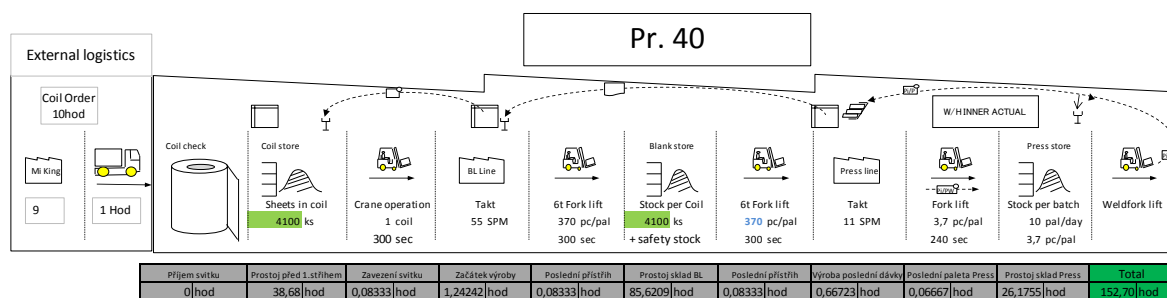 Pr. 40
External logistics
Coil Order
10hod
W/H INNER ACTUAL
Coil check
Coil store
Blank store
Press store
Mi King
BL Line
Press line
9
1 Hod
Sheets in coil
4100 ks
Crane operation
1 coil
300 sec
Takt
55 SPM
6t Fork lift
370 pc/pal
300 sec
Stock per Coil
4100 ks
+ safety stock
6t Fork lift
370 pc/pal
300 sec
Takt
11 SPM
Fork lift
3,7 pc/pal
240 sec
Stock per batch
10 pal/day
3,7 pc/pal
Weldfork lift
Příjem svitku Prostoj před 1.střihem Zavezení svitku Začátek výroby Poslední přístřih Prostoj sklad BL Poslední přístřih Výroba poslední dávky Poslední paleta Press Prostoj sklad Press Total
0 hod 38,68 hod 0,08333 hod 1,24242 hod 0,08333 hod 85,6209 hod 0,08333 hod 0,66723 hod 0,06667 hod 26,1755 hod 152,70 hod